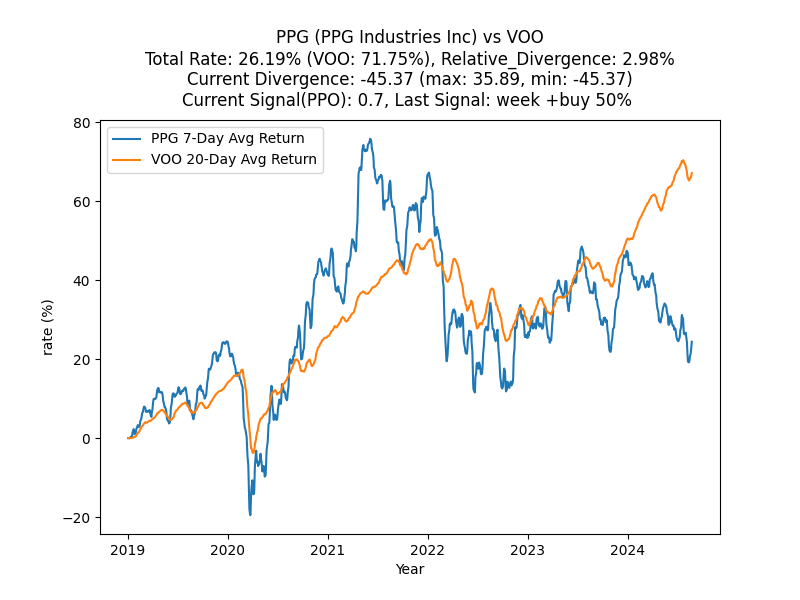 PPG (PPG Industries Inc) vs VOO
Total Rate: 26.19% (VOO: 71.75%), Relative_Divergence: 2.98%
Current Divergence: -45.37 (max: 35.89, min: -45.37)
Current Signal(PPO): 0.7, Last Signal: week +buy 50%
PPG 7-Day Avg Return
VOO 20-Day Avg Return
80
60
40
20
0
−20
rate (%)
2019 2020 2021 2022 2023 2024
Year